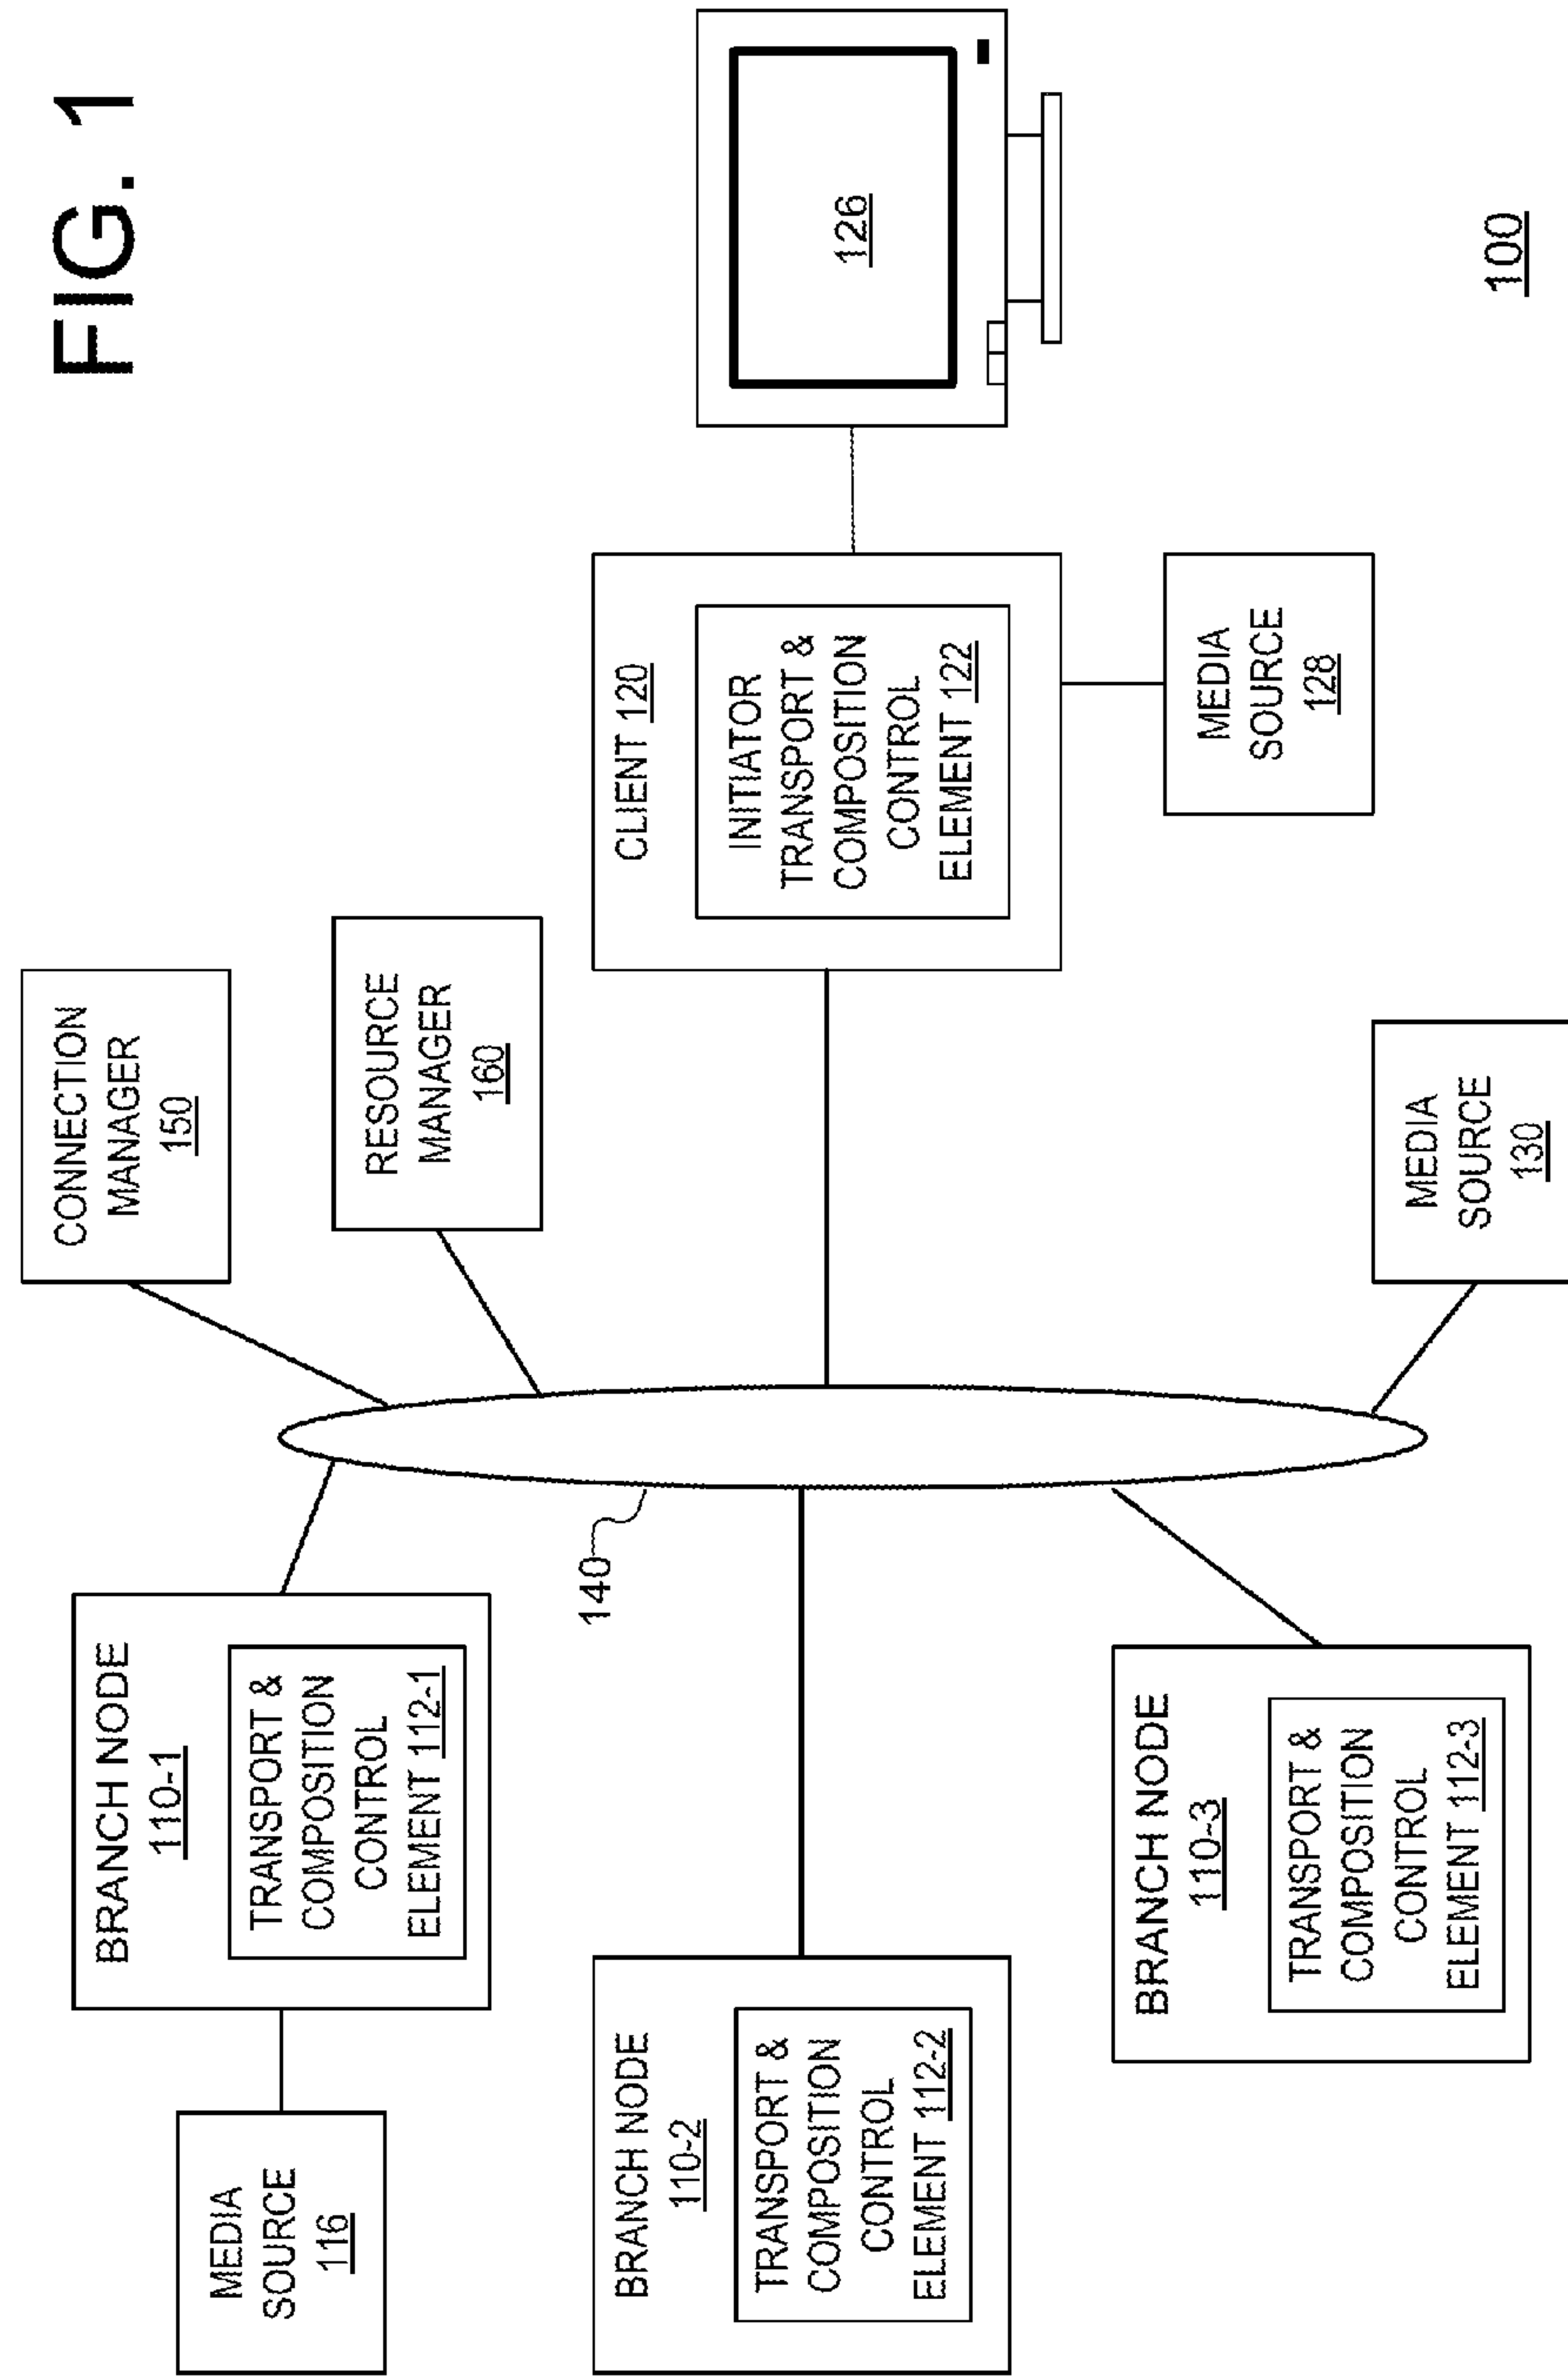 FIG. 1
CONNECTION
MANAGER
150
RESOURCE
MANAGER
160
MEDIA
SOURCE
116
BRANCH NODE
110-1
TRANSPORT &
COMPOSITION
CONTROL
ELEMENT 112-1
140
CLIENT 120
INITIATOR
TRANSPORT &
COMPOSITION
CONTROL
ELEMENT 122
126
BRANCH NODE
110-2
TRANSPORT &
COMPOSITION
CONTROL
ELEMENT 112-2
BRANCH NODE
110-3
TRANSPORT &
COMPOSITION
CONTROL
ELEMENT 112-3
MEDIA
SOURCE
128
MEDIA
SOURCE
130
100